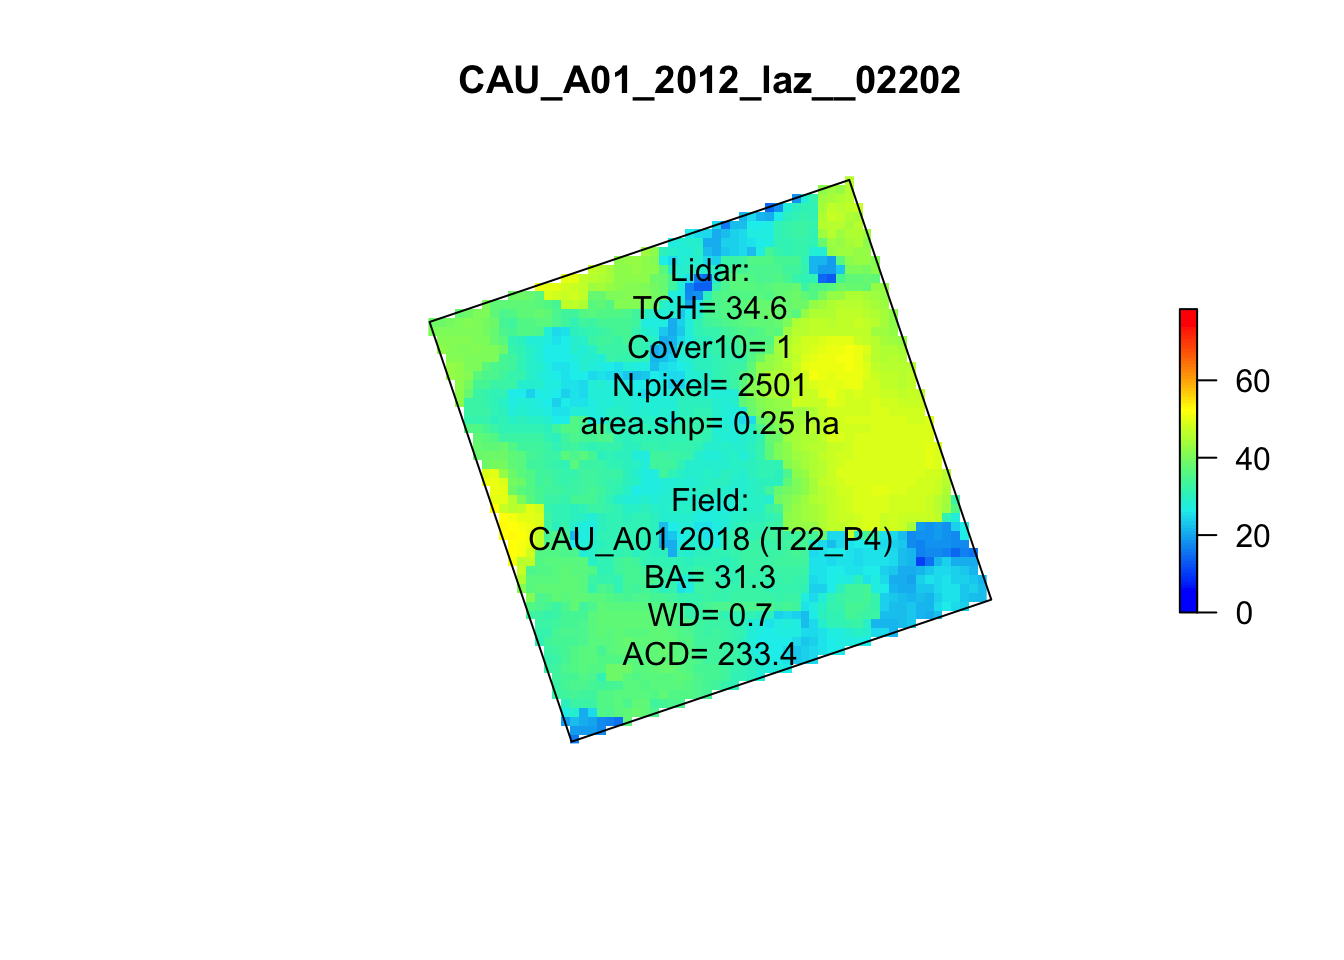 CAU_A01_2012_laz__02202
Lidar:
TCH= 34.6
Cover10= 1
N.pixel= 2501
area.shp= 0.25 ha
Field:
CAU_A01 2018 (T22_P4)
BA= 31.3
WD= 0.7
ACD= 233.4
60
40
20
0